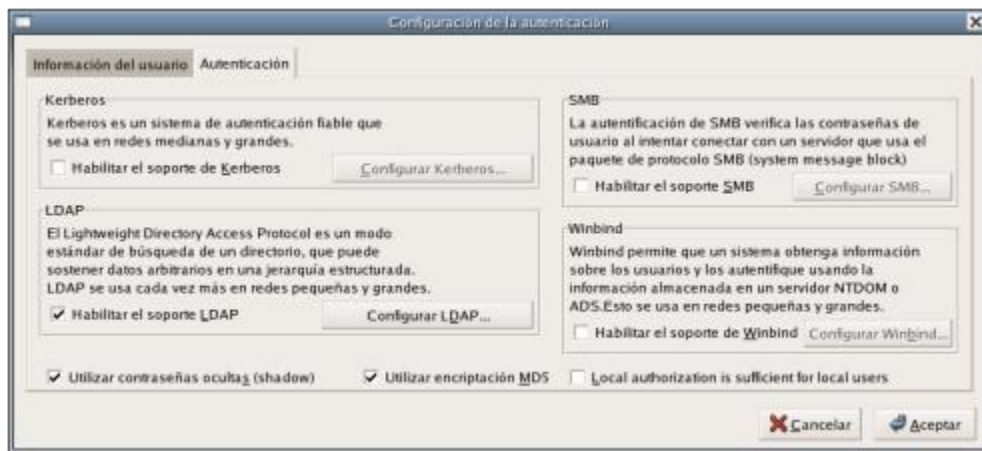 Configuración de la autenticación
Información del usuario
Autenticación
Kerberos
Kerberos es un sistema de autenticación fiable que
se usa en redes medianas y grandes.
Habilitar el soporte de Kerberos
Configurar Kerberos...
LDAP
El Lightweight Directory Access Protocol es un modo
estándar de búsqueda de un directorio, que puede
sostener datos arbitrarios en una jerarquía estructurada.
LDAP se usa cada vez más en redes pequeñas y grandes.
Habilitar el soporte LDAP
Configurar LDAP...
SMB
La autentificación de SMB verifica las contraseñas de
usuario al intentar conectar con un servidor que usa el
paquete de protocolo SMB (system message block)
Habilitar el soporte SMB
Configurar SMB...
Winbind
Winbind permite que un sistema obtenga información
sobre los usuarios y los autentifique usando la
información almacenada en un servidor NTDOM o
ADS.Esto se usa en redes pequeñas y grandes.
Habilitar el soporte de Winbind
Configurar Winbind...
Utilizar contraseñas ocultas (shadow)
Utilizar encriptación MD5
Local authorization is sufficient for local users
Cancelar
Aceptar